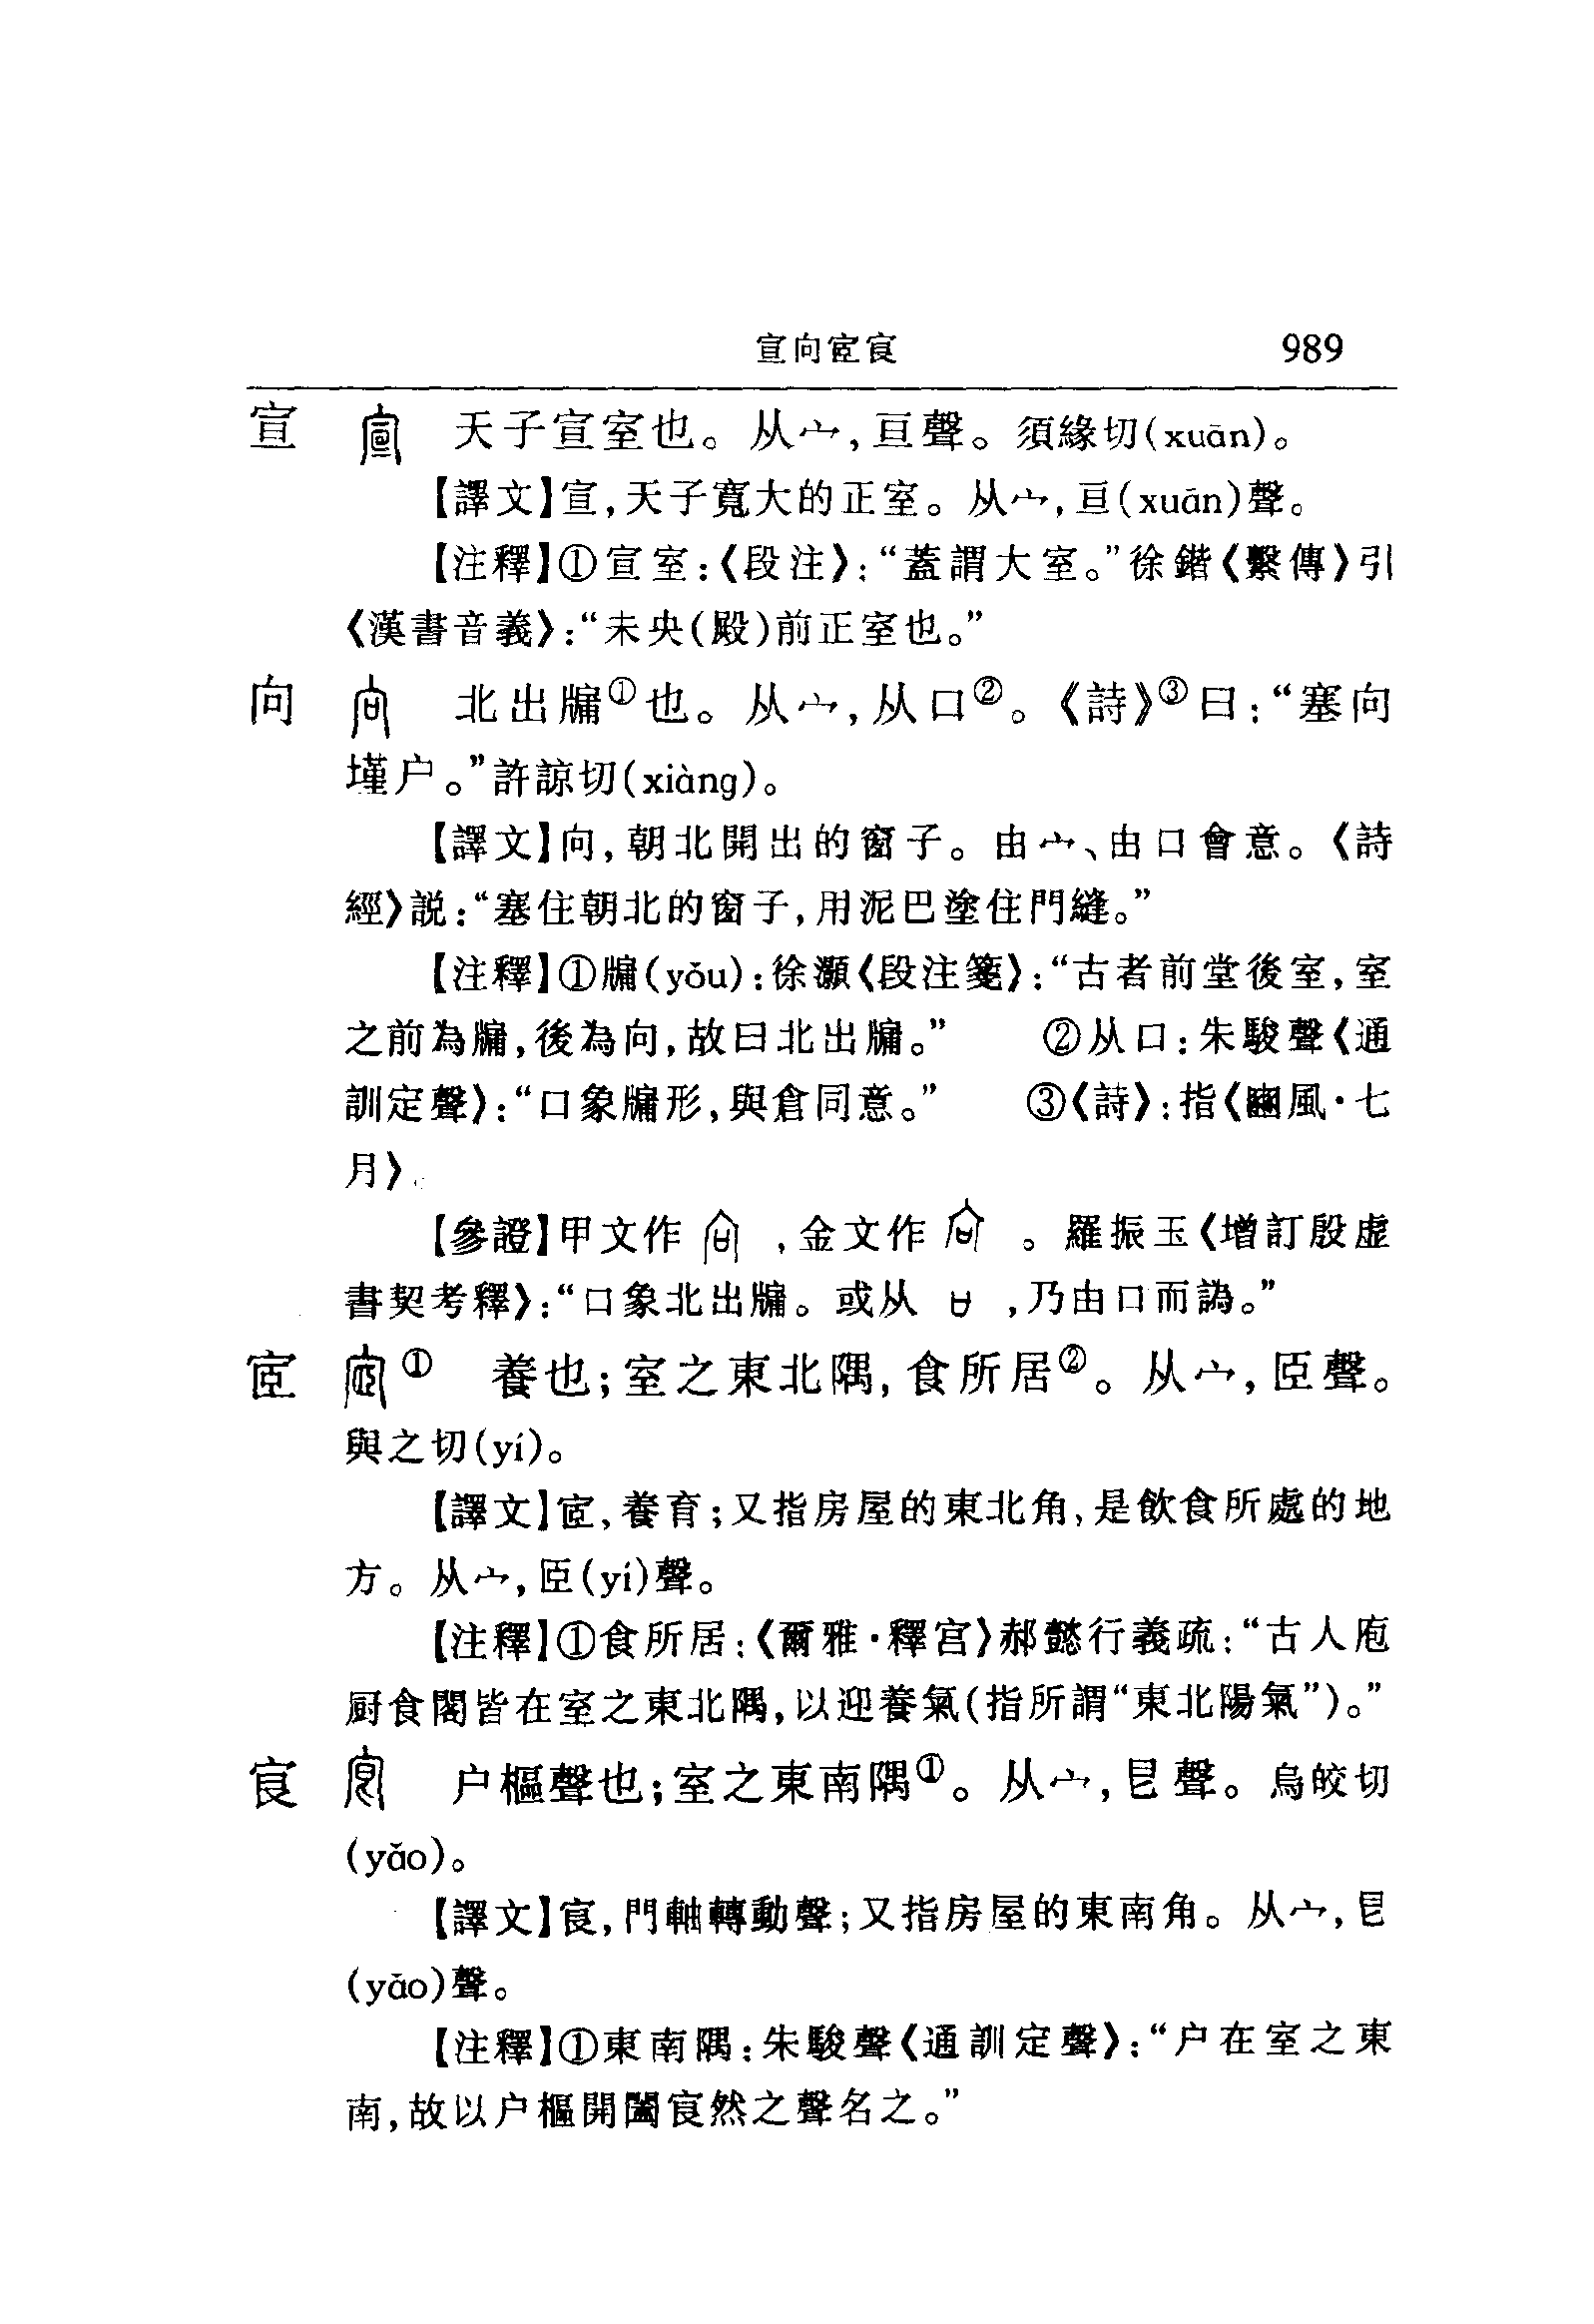 宣向宧㝔 989
宣 天子宣室也。从宀,亘聲。須緣切(xuān)。
【譯文】宣,天子寬大的正室。从宀,亘(xuān)聲。
【注釋】①宣室:《段注》:“蓋謂大室。”徐鍇《繫傳》引
《漢書音義》:“未央(殿)前正室也。”
向 北出牖①也。从宀,从口②。《詩》③曰:“塞向
墐户。”許諒切(xiàng)。
【譯文】向,朝北開出的窗子。由宀、由口會意。《詩
經》説:“塞住朝北的窗子,用泥巴塗住門縫。”
【注釋】①牖(yǒu):徐灝《段注箋》:“古者前堂後室,室
之前為牖,後為向,故曰北出牖。” ②从口:朱駿聲《通
訓定聲》:“口象牖形,與倉同意。” ③《詩》:指《豳風·七
月》。
【參證】甲文作 ,金文作 。羅振玉《增訂殷虛
書契考釋》:“口象北出牖。或从 ,乃由口而譌。”
宧 ① 養也;室之東北隅,食所居②。从宀,𦣞聲。
與之切(yí)。
【譯文】宧,養育;又指房屋的東北角,是飲食所處的地
方。从宀,𦣞(yí)聲。
【注釋】①食所居:《爾雅·釋宫》郝懿行義疏:“古人庖
厨食閣皆在室之東北隅,以迎養氣(指所謂“東北陽氣”)。”
㝔 户樞聲也;室之東南隅①。从宀,㫐聲。烏皎切
(yǎo)。
【譯文】㝔,門軸轉動聲;又指房屋的東南角。从宀,㫐
(yǎo)聲。
【注釋】①東南隅:朱駿聲《通訓定聲》:“户在室之東
南,故以户樞開闔㝔然之聲名之。”